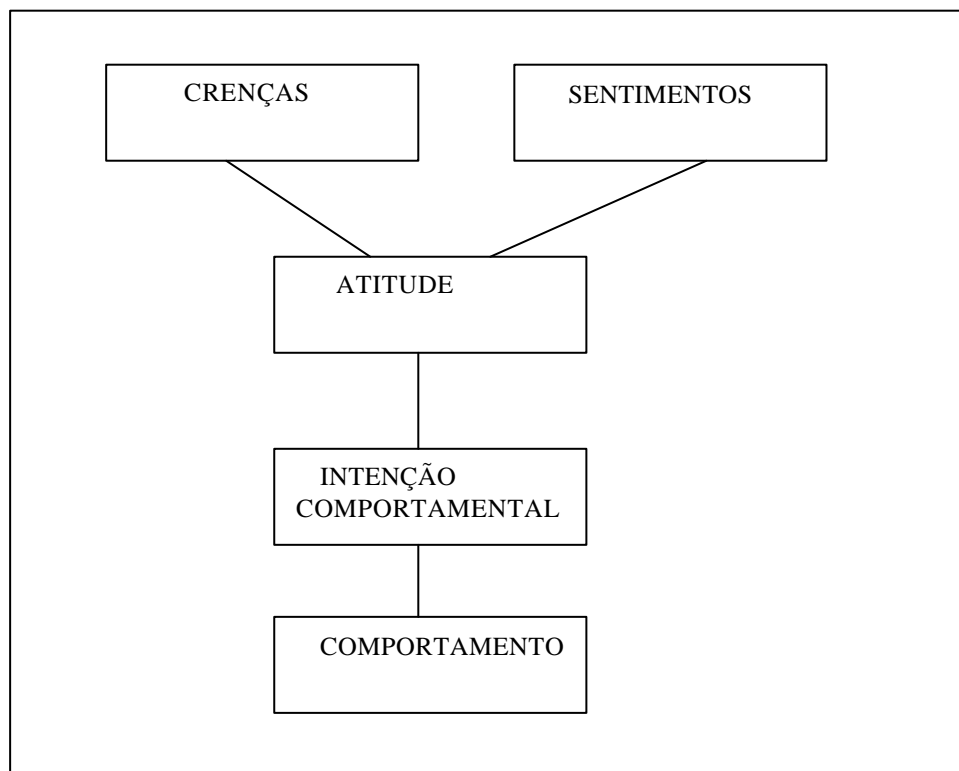 CRENÇAS
SENTIMENTOS
ATITUDE
INTENÇÃO
COMPORTAMENTAL
COMPORTAMENTO